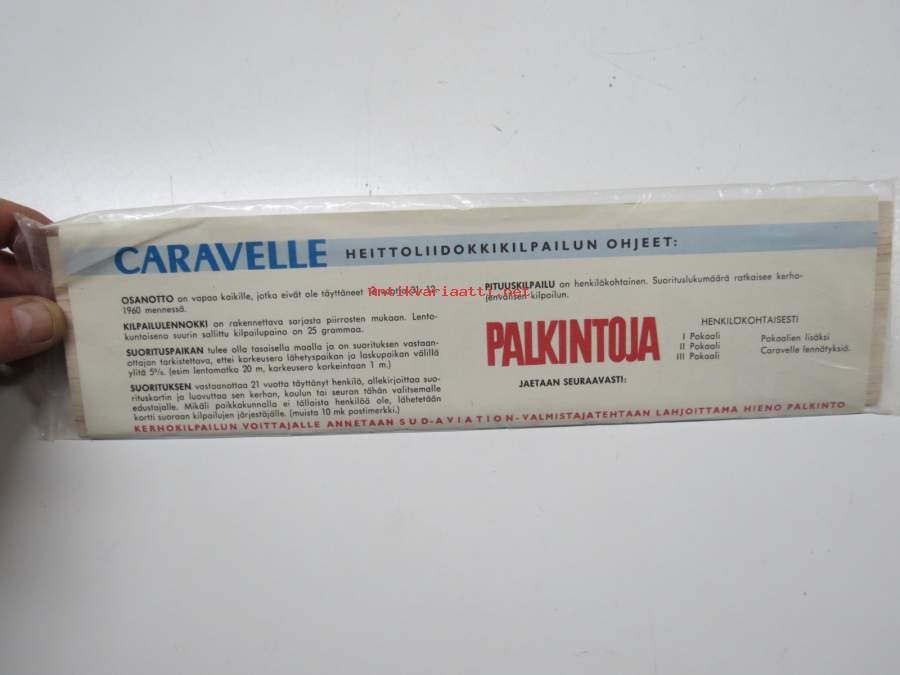 CARAVELLE HEITTOLIIDOKKIKILPAILUN OHJEET:
OSANOTTO on vapaa kaikille, jotka eivät ole täyttäneet 31. 12.
1960 mennessä.
KILPAILULENNOKKI on rakennettava sarjasta piirrosten mukaan. Lento-
kuntoisena suurin sallittu kilpailupaino on 25 grammaa.
SUORITUSPAIKAN tulee olla tasaisella maalla ja on suorituksen vastaan-
ottajan tarkistettava, ettei korkeusero lähetyspaikan ja laskupaikan välillä
ylitä 5%. (esim lentomatka 20 m, korkeusero korkeintaan 1 m.)
SUORITUKSEN vastaanottaa 21 vuotta täyttänyt henkilö, allekirjoittaa suo-
rituskortin ja luovuttaa sen kerhon, koulun tai seuran tähän valitsemalle
edustajalle. Mikäli paikkakunnalla ei tällaista henkilöä ole, lähetetään
kortti suoraan kilpailujen järjestäjälle. (muista 10 mk postimerkki.)
PITUUSKILPAILU on henkilökohtainen. Suorituslukumäärä ratkaisee kerho-
jenvälisen kilpailun.
PALKINTOJA
JAETAAN SEURAAVASTI:
HENKILÖKOHTAISESTI
I Pokaali
II Pokaali
III Pokaali
Pokaalien lisäksi
Caravelle lennätyksiä.
KERHOKILPAILUN VOITTAJALLE ANNETAAN SUD-AVIATION-VALMISTAJATEHTAAN LAHJOITTAMA HIENO PALKINTO
antikvariaatti.net